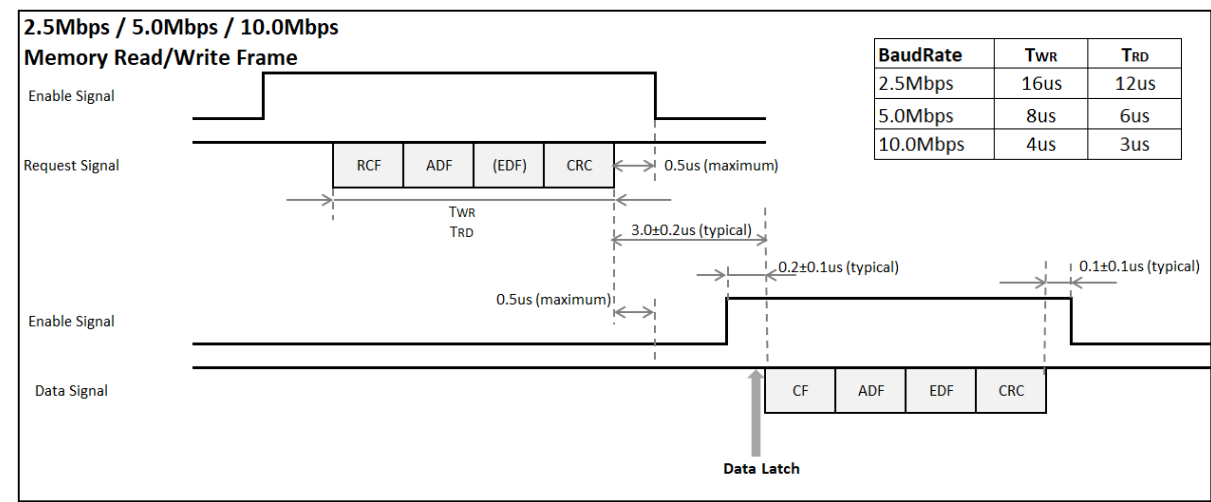 2.5Mbps / 5.0Mbps / 10.0Mbps
Memory Read/Write Frame
BaudRate TWR TRD
2.5Mbps 16us 12us
5.0Mbps 8us 6us
10.0Mbps 4us 3us
Enable Signal
Request Signal
RCF ADF (EDF) CRC
0.5us (maximum)
TWR
TRD
3.0±0.2us (typical)
0.2±0.1us (typical)
0.1±0.1us (typical)
0.5us (maximum)
Enable Signal
Data Signal
CF ADF EDF CRC
Data Latch